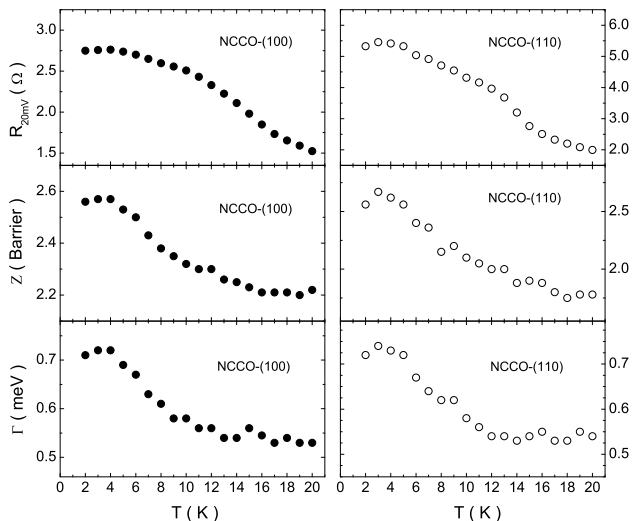 3.0
2.5
2.0
1.5
R20mV ( Ω )
NCCO-(100)
NCCO-(110)
6.0
5.0
4.0
3.0
2.0
2.6
2.4
2.2
Z ( Barrier )
NCCO-(100)
NCCO-(110)
2.5
2.0
0.7
0.6
0.5
Γ ( meV )
NCCO-(100)
NCCO-(110)
0.7
0.6
0.5
0 2 4 6 8 10 12 14 16 18 20
0 2 4 6 8 10 12 14 16 18 20
T ( K )
T ( K )